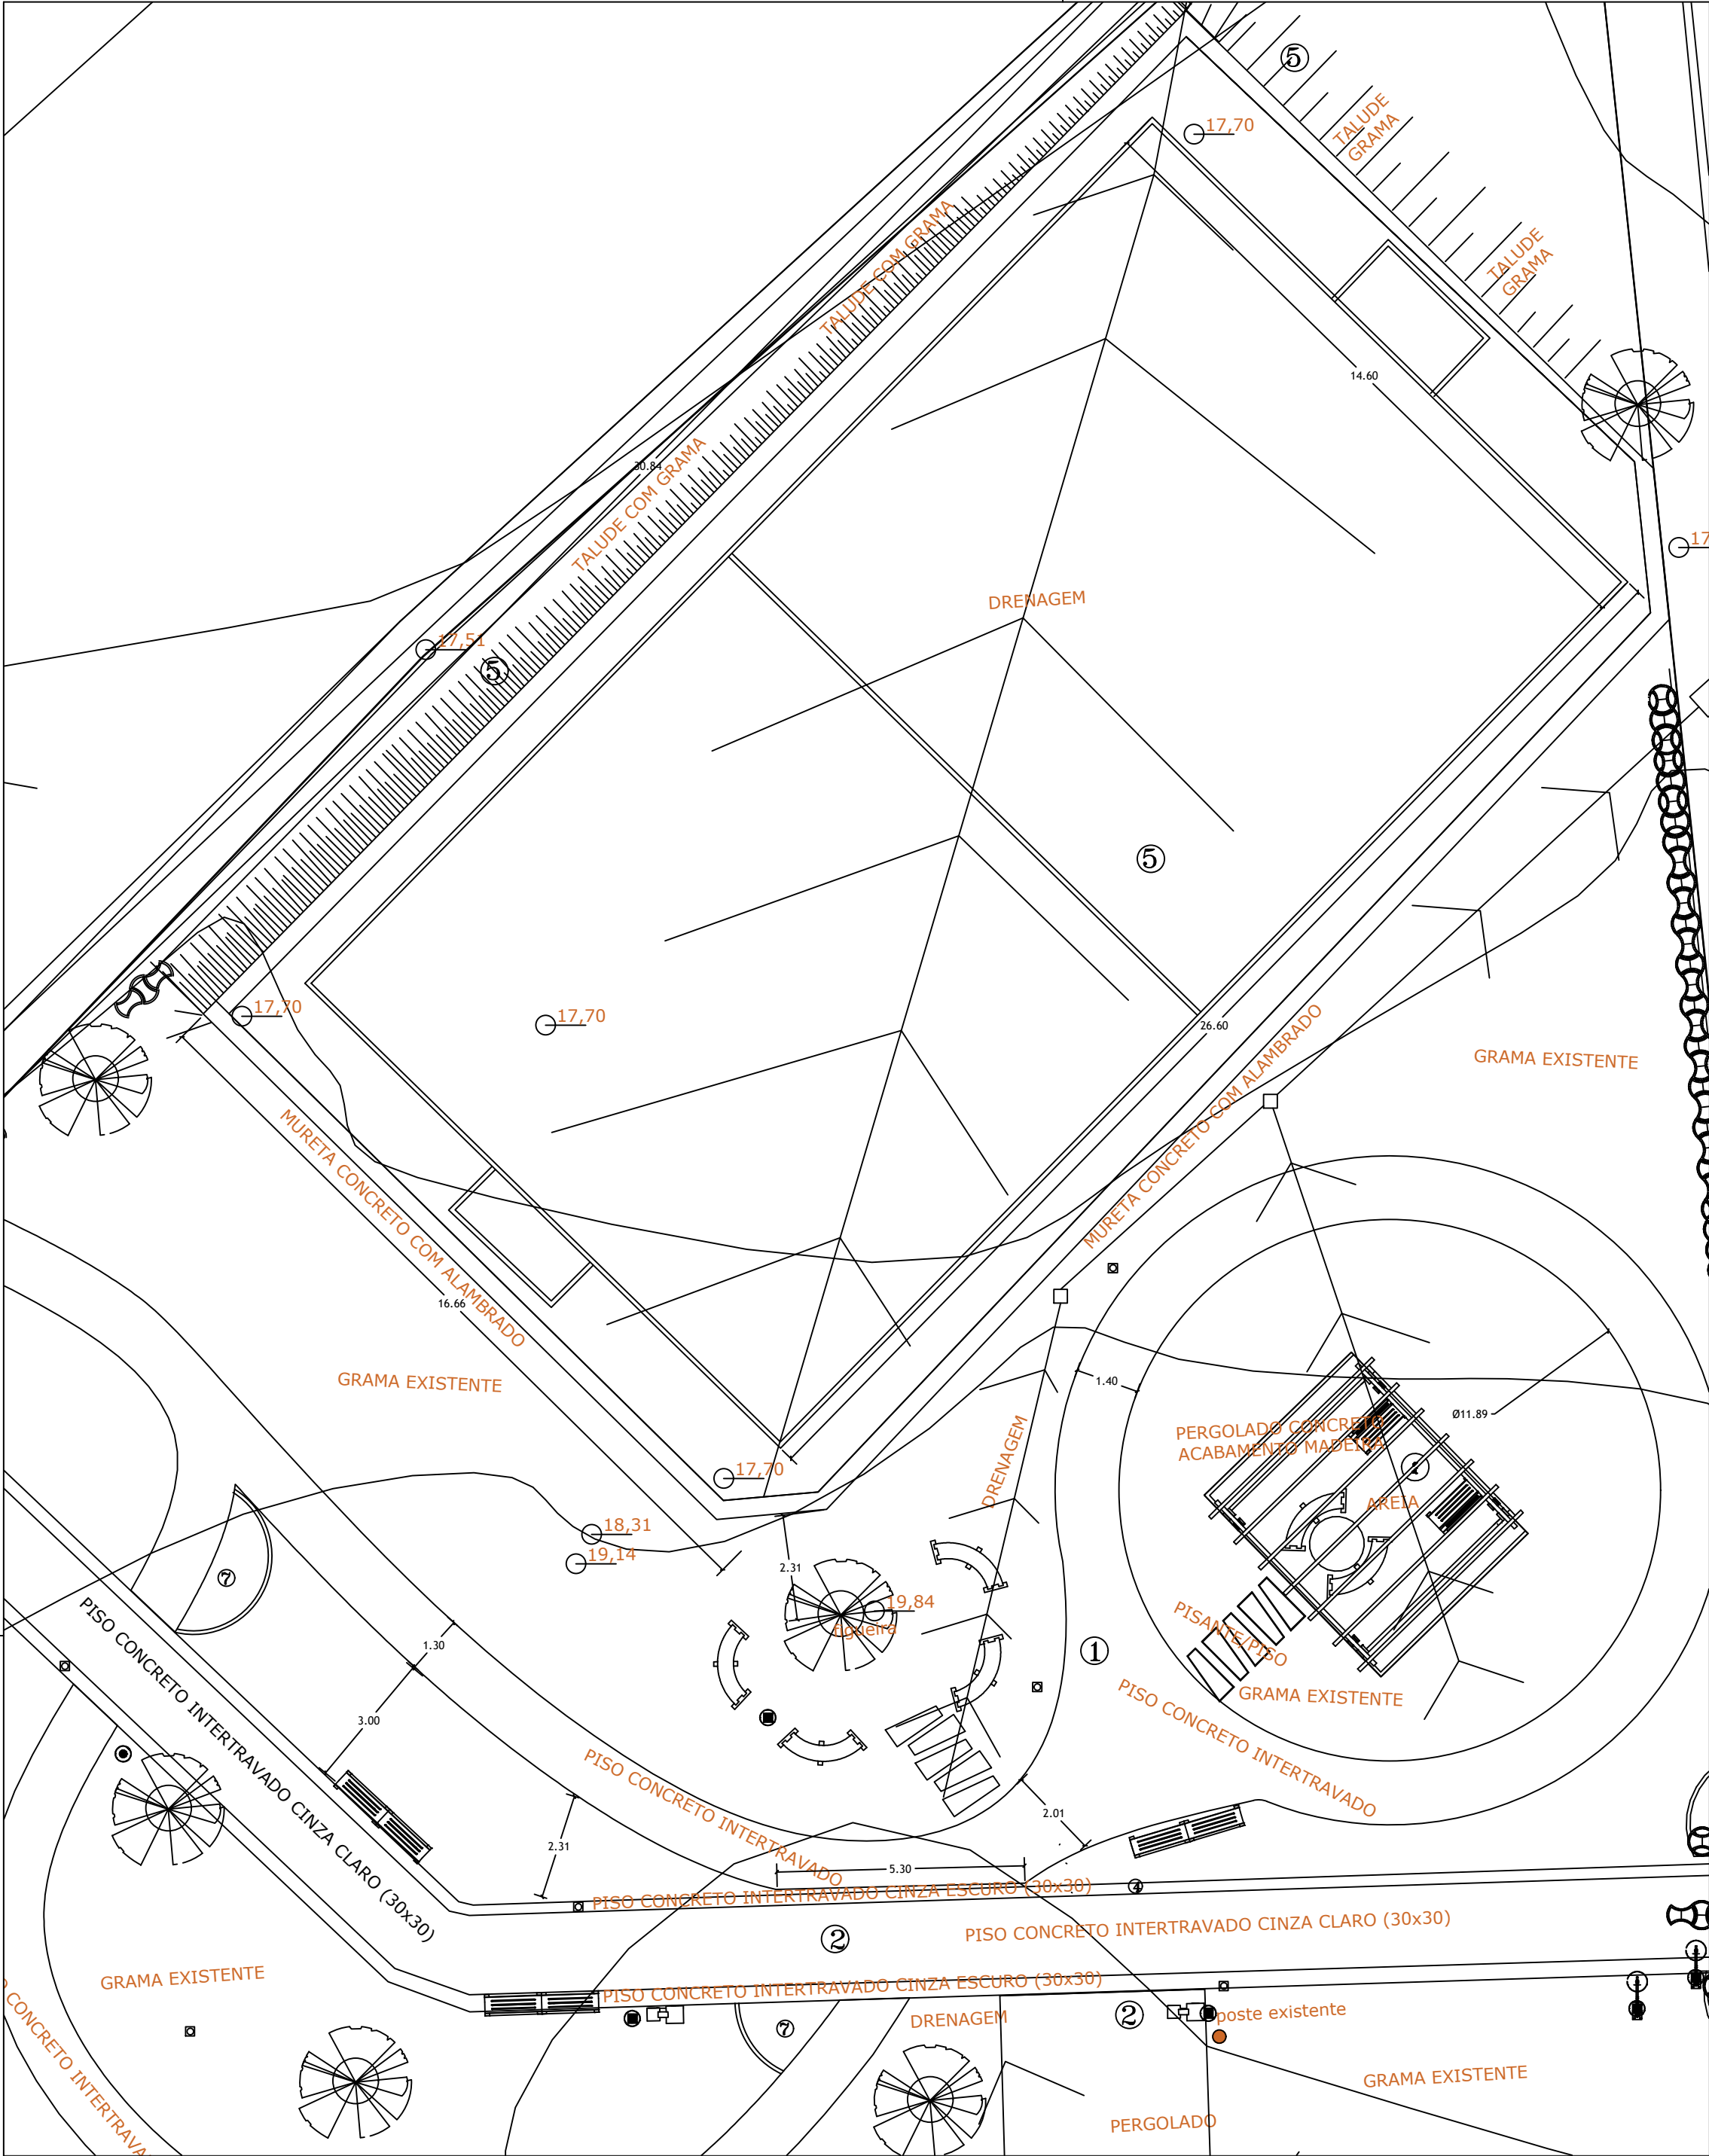 5
17,70
TALUDE
GRAMA
TALUDE COM GRAMA
TALUDE
GRAMA
14.60
30.84
TALUDE COM GRAMA
17
DRENAGEM
17,51
5
5
17,70
17,70
26.60
MURETA CONCRETO COM ALAMBRADO
GRAMA EXISTENTE
MURETA CONCRETO COM ALAMBRADO
16.66
GRAMA EXISTENTE
1.40
Ø11.89
PERGOLADO CONCRETO
ACABAMENTO MADEIRA
DRENAGEM
17,70
AREIA
18,31
19,14
2.31
7
19,84
figueira
PISANTE/PISO
1.30
1
GRAMA EXISTENTE
3.00
PISO CONCRETO INTERTRAVADO CINZA CLARO (30x30)
PISO CONCRETO INTERTRAVADO
PISO CONCRETO INTERTRAVADO
2.01
2.31
5.30
4
PISO CONCRETO INTERTRAVADO CINZA ESCURO (30x30)
2
PISO CONCRETO INTERTRAVADO CINZA CLARO (30x30)
GRAMA EXISTENTE
PISO CONCRETO INTERTRAVADO CINZA ESCURO (30x30)
CONCRETO INTERTRAVA
7
DRENAGEM
2
poste existente
GRAMA EXISTENTE
PERGOLADO